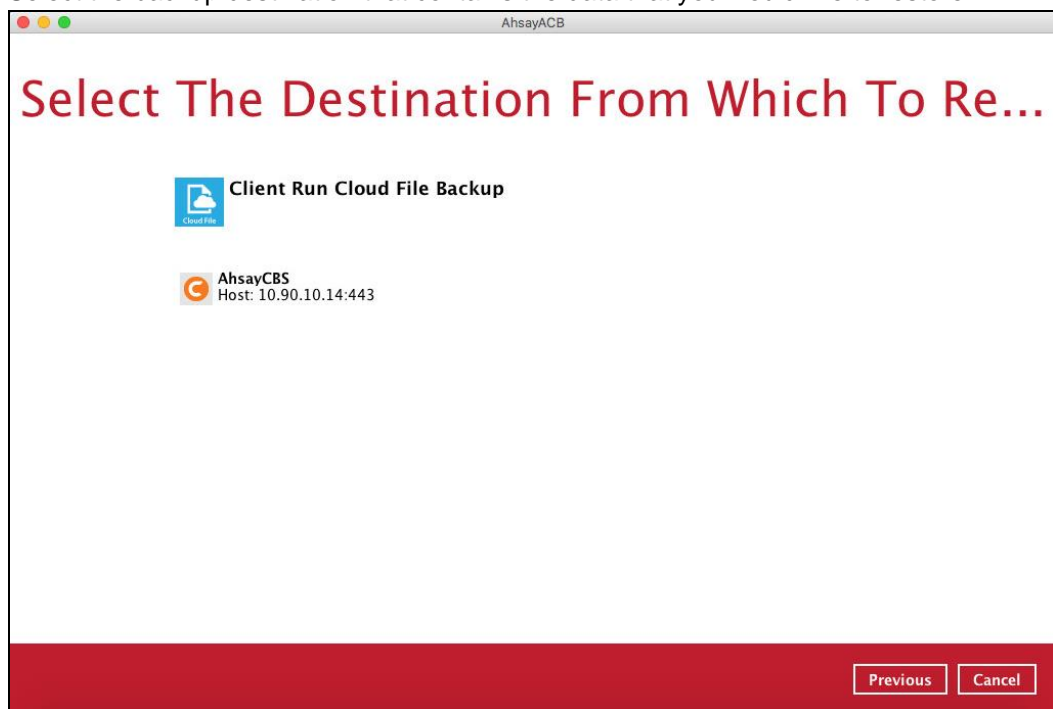 AhsayACB
Select The Destination From Which To Re...
Client Run Cloud File Backup
Cloud File
AhsayCBS
Host: 10.90.10.14:443
Previous Cancel